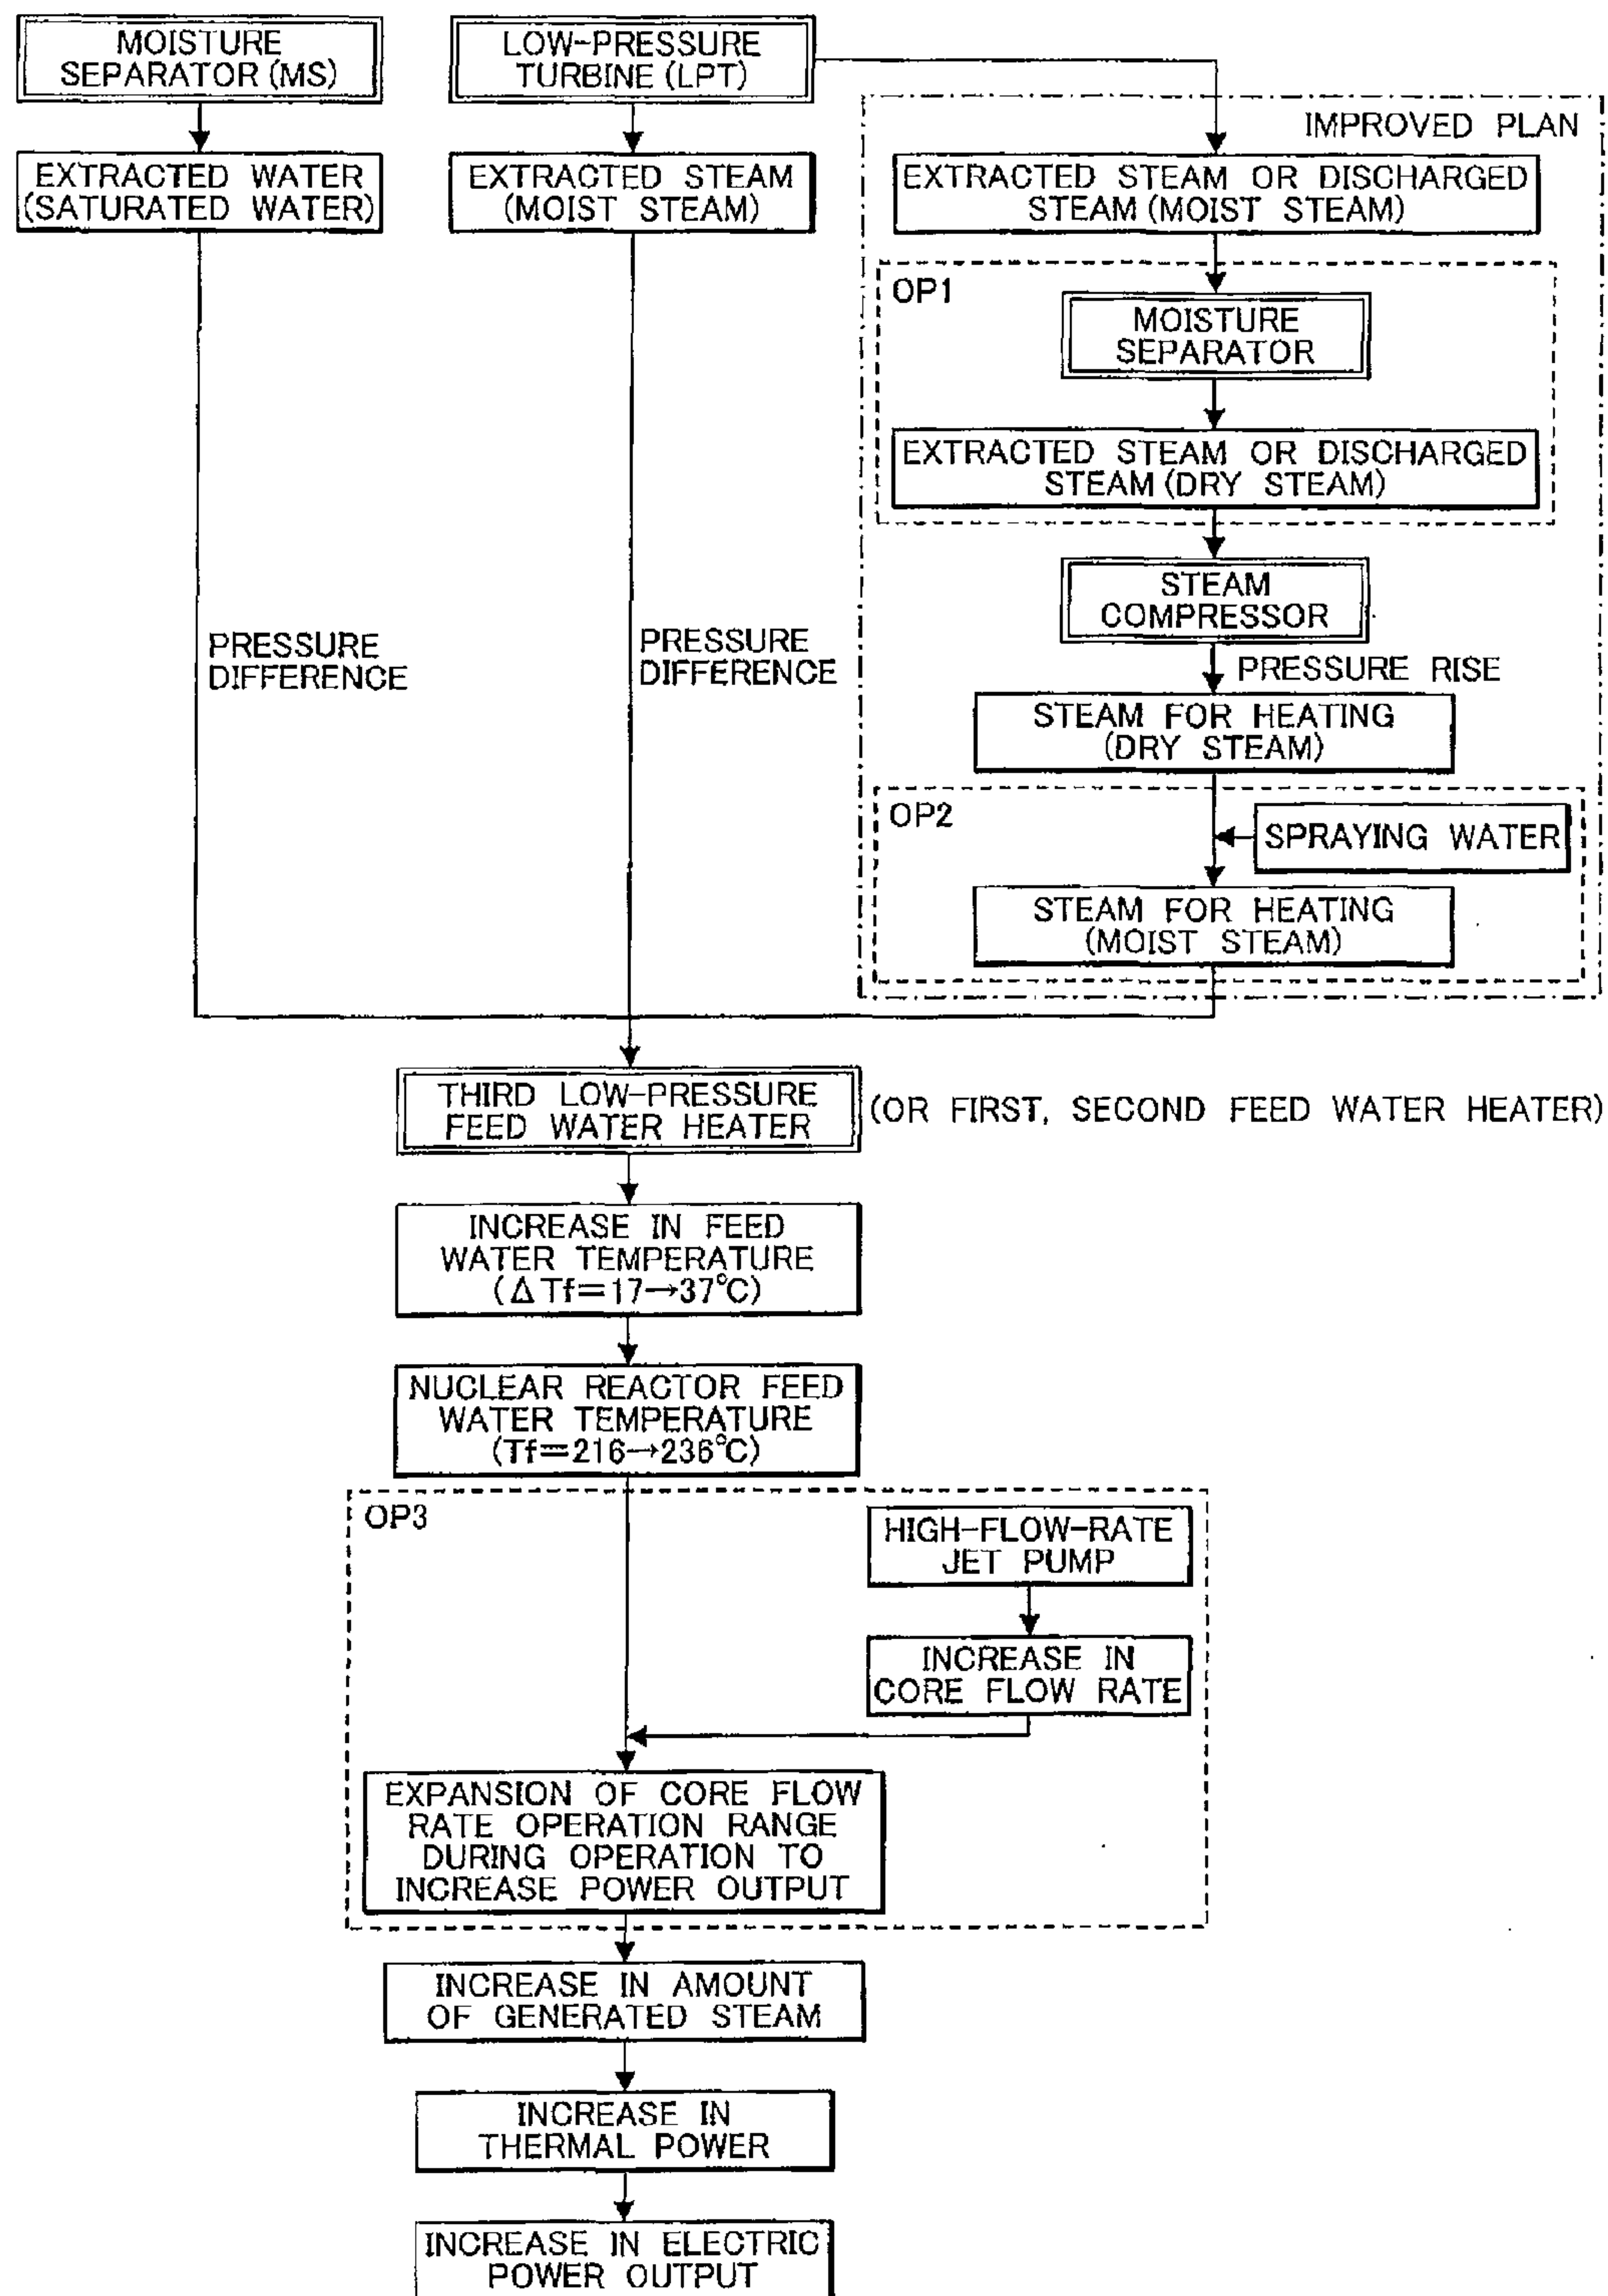 MOISTURE
SEPARATOR (MS)
LOW-PRESSURE
TURBINE (LPT)
IMPROVED PLAN
EXTRACTED WATER
(SATURATED WATER)
EXTRACTED STEAM
(MOIST STEAM)
EXTRACTED STEAM OR DISCHARGED
STEAM (MOIST STEAM)
OP1
MOISTURE
SEPARATOR
EXTRACTED STEAM OR DISCHARGED
STEAM (DRY STEAM)
STEAM
COMPRESSOR
PRESSURE
DIFFERENCE
PRESSURE
DIFFERENCE
PRESSURE RISE
STEAM FOR HEATING
(DRY STEAM)
OP2
SPRAYING WATER
STEAM FOR HEATING
(MOIST STEAM)
THIRD LOW-PRESSURE
FEED WATER HEATER
(OR FIRST, SECOND FEED WATER HEATER)
INCREASE IN FEED
WATER TEMPERATURE
(ΔTf=17→37°C)
NUCLEAR REACTOR FEED
WATER TEMPERATURE
(Tf=216→236°C)
OP3
HIGH-FLOW-RATE
JET PUMP
INCREASE IN
CORE FLOW RATE
EXPANSION OF CORE FLOW
RATE OPERATION RANGE
DURING OPERATION TO
INCREASE POWER OUTPUT
INCREASE IN AMOUNT
OF GENERATED STEAM
INCREASE IN
THERMAL POWER
INCREASE IN ELECTRIC
POWER OUTPUT